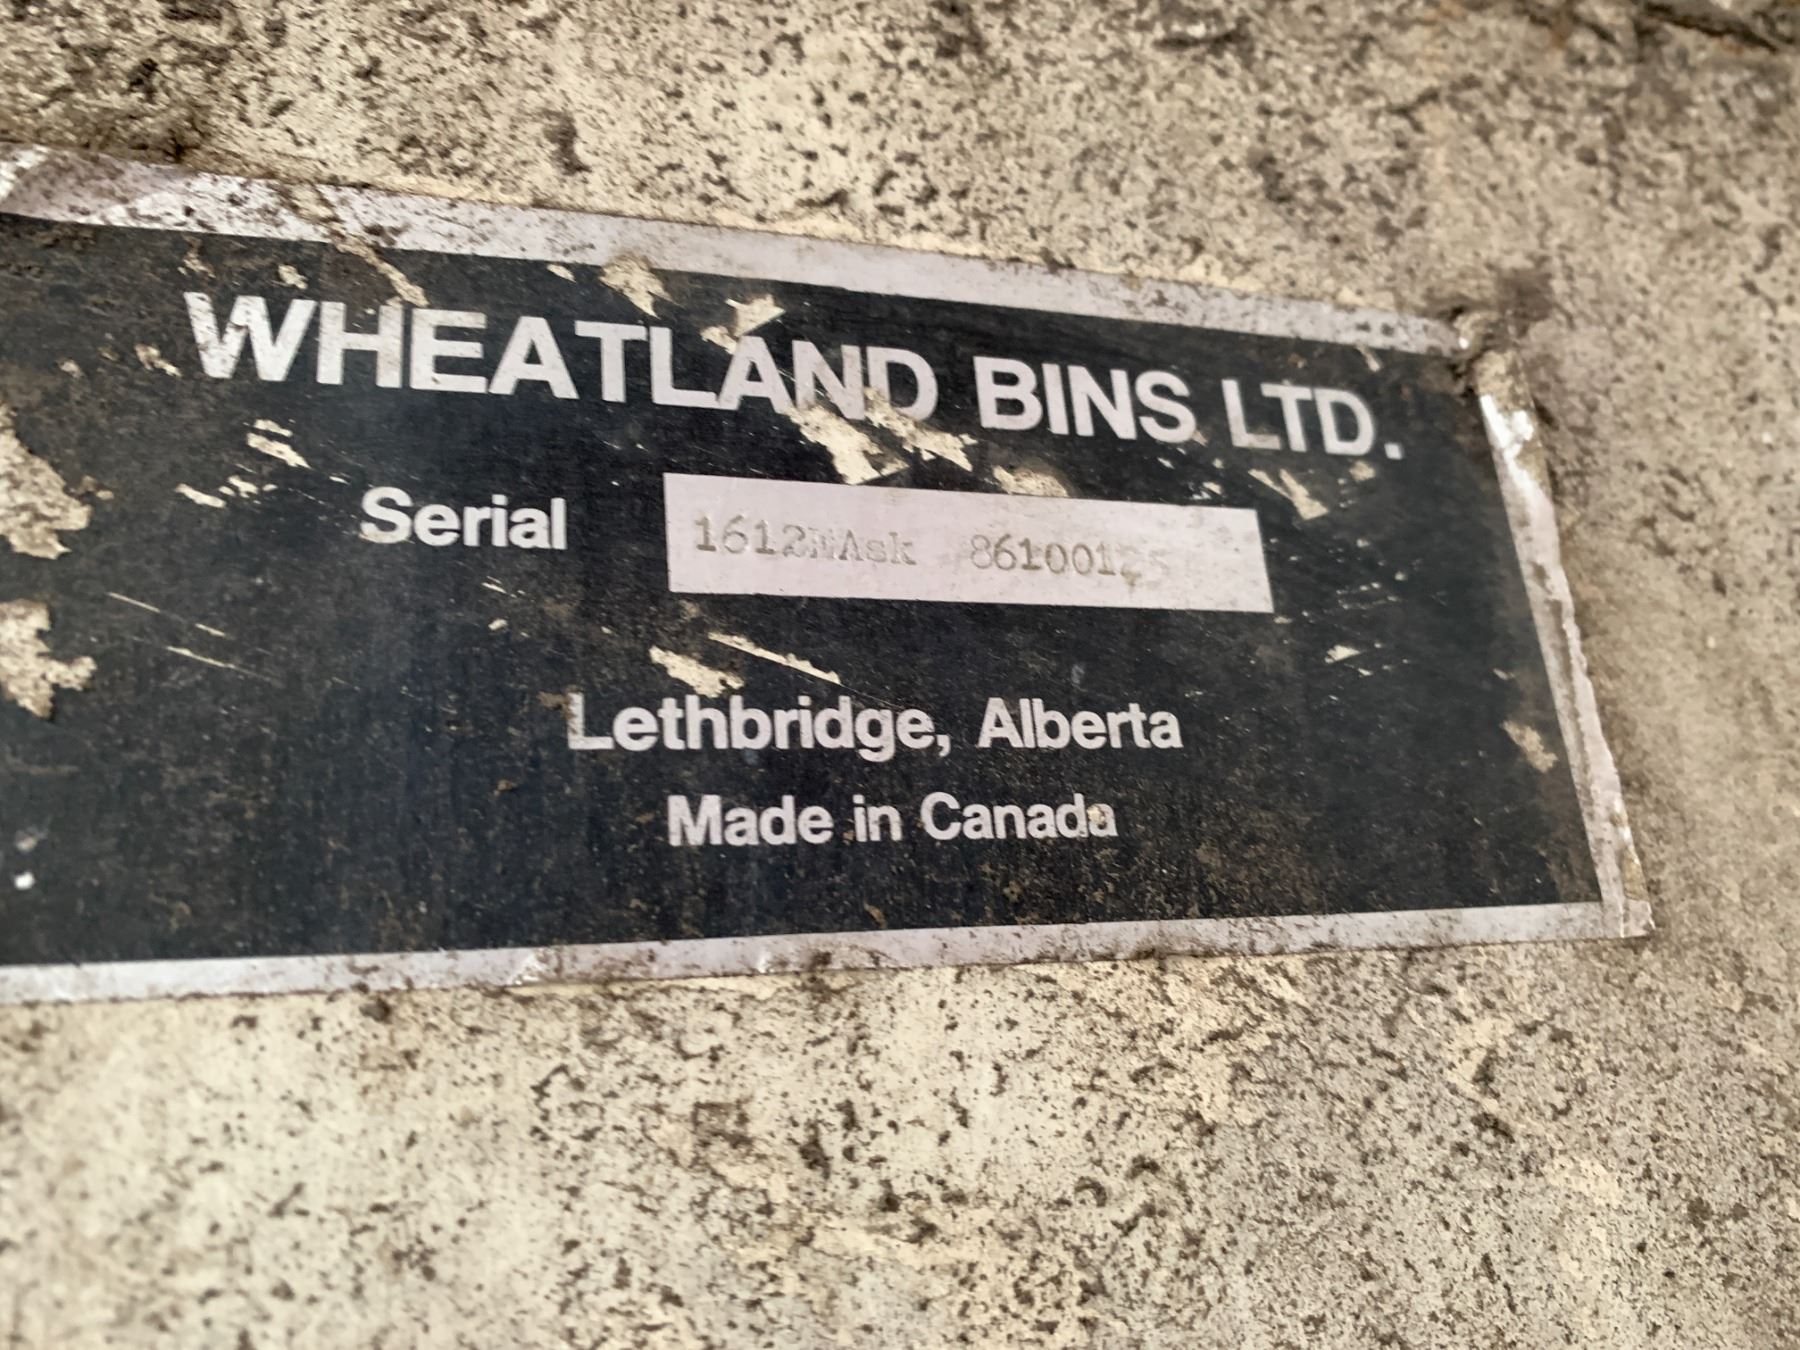 WHEATLAND BINS LTD.
Serial
Lethbridge, Alberta
Made in Canada